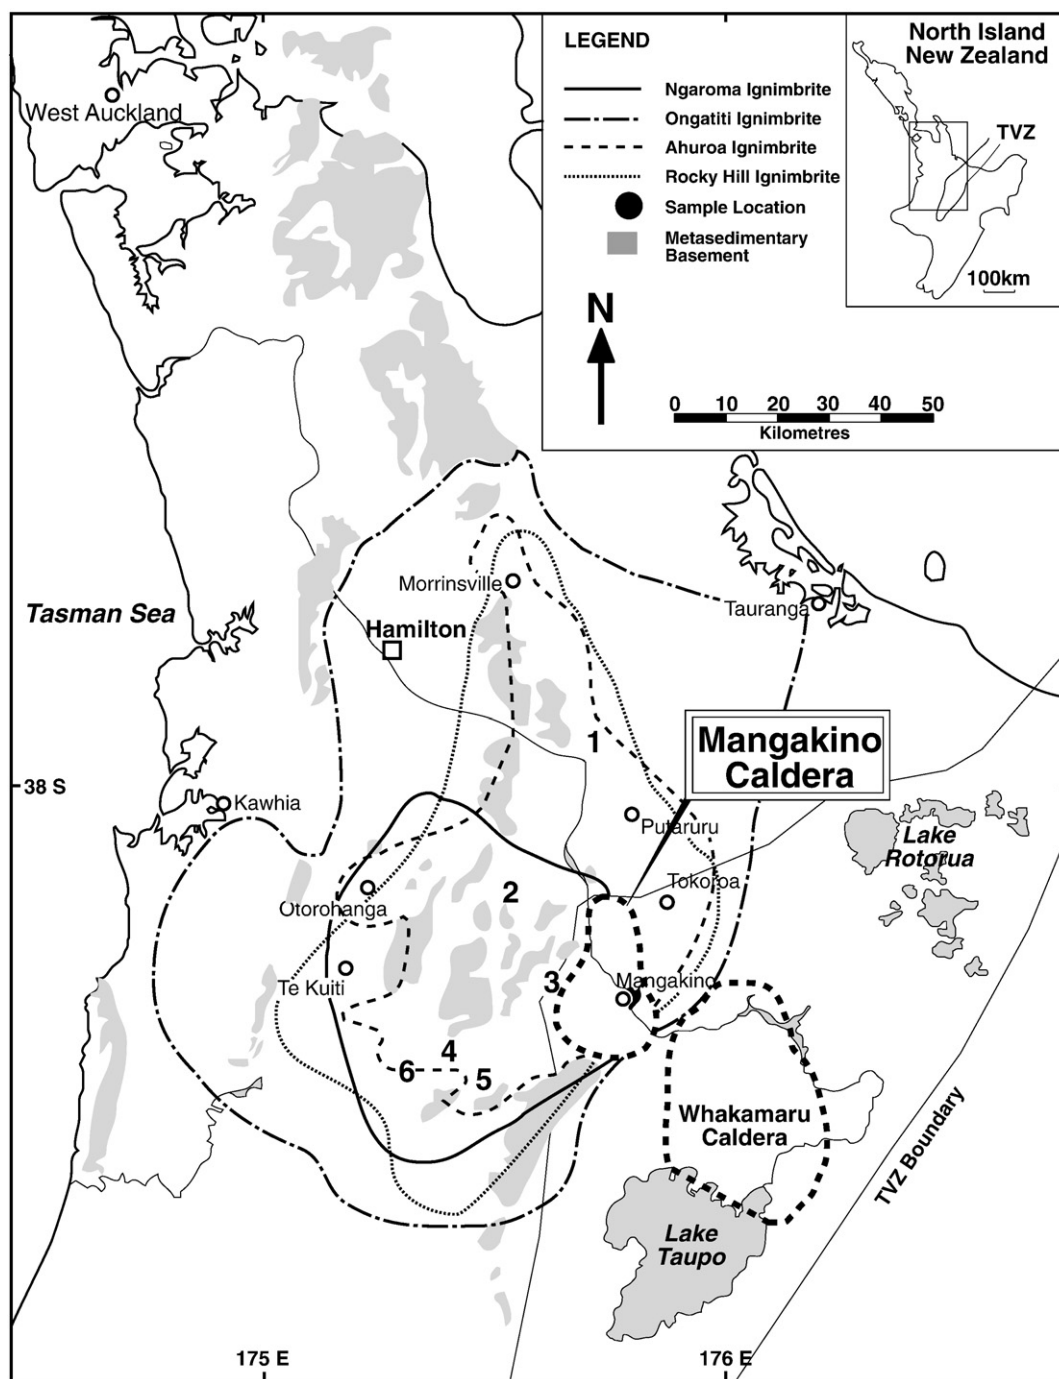 LEGEND
Ngaroma Ignimbrite
Ongatiti Ignimbrite
Ahuroa Ignimbrite
Rocky Hill Ignimbrite
Sample Location
Metasedimentary
Basement
North Island
New Zealand
TVZ
100km
N
0 10 20 30 40 50
Kilometres
West Auckland
Morrinsville
Tauranga
Tasman Sea
Hamilton
1
Mangakino
Caldera
38 S
Kawhia
Putaruru
Lake
Rotorua
Otorohanga
2
Tokoroa
Te Kuiti
3
Mangakino
4
6
5
Whakamaru
Caldera
TVZ Boundary
Lake
Taupo
175 E
176 E